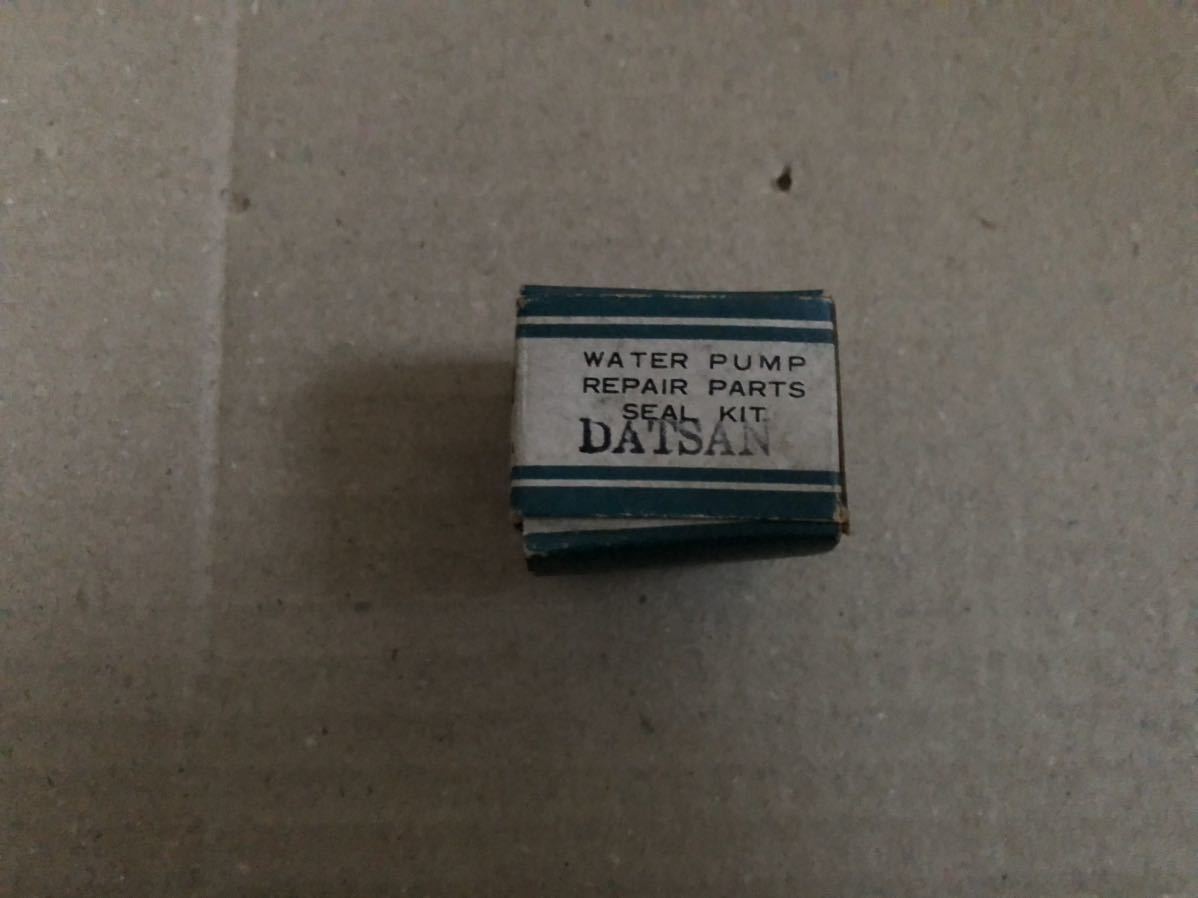 WATER PUMP
REPAIR PARTS
SEAL KIT
DATSAN